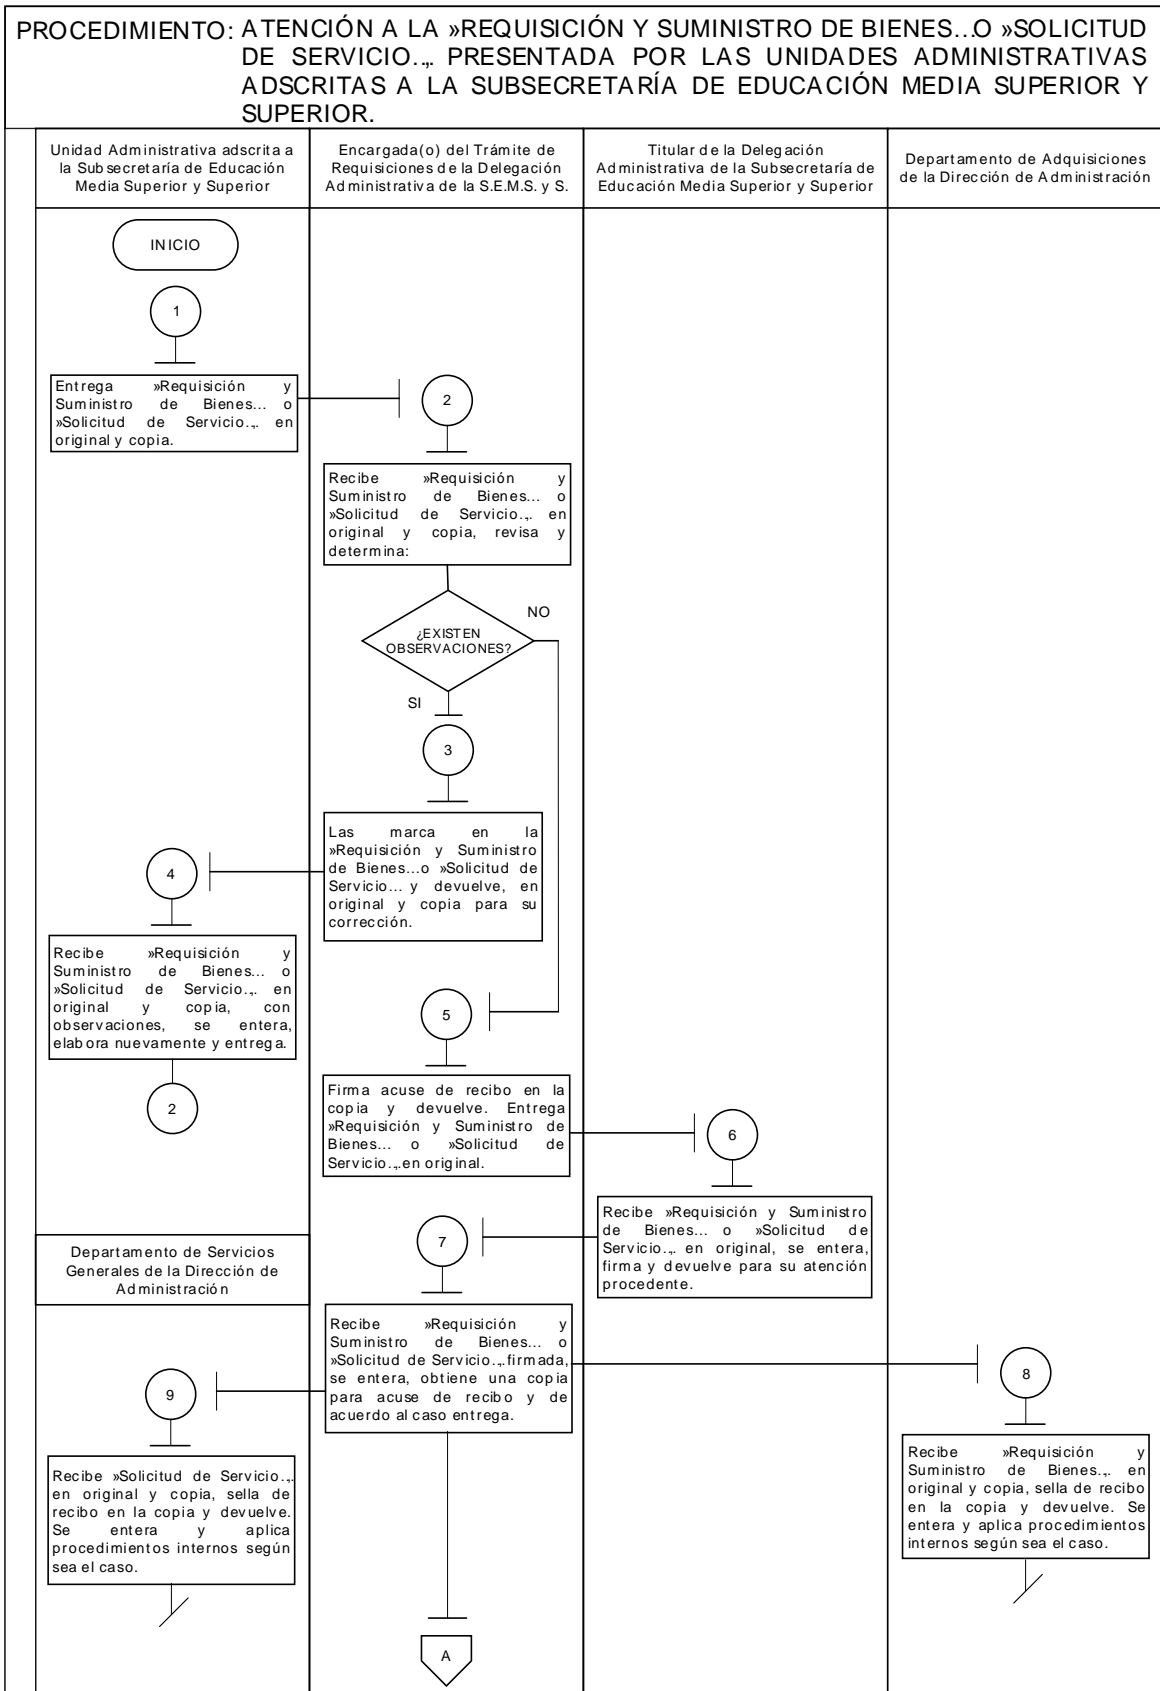 PROCEDIMIENTO: ATENCIÓN A LA »REQUISICIÓN Y SUMINISTRO DE BIENES…O »SOLICITUD
DE SERVICIO.„. PRESENTADA POR LAS UNIDADES ADMINISTRATIVAS
ADSCRITAS A LA SUBSECRETARÍA DE EDUCACIÓN MEDIA SUPERIOR Y
SUPERIOR.
Unidad Administrativa adscrita a
la Subsecretaría de Educación
Media Superior y Superior
Encargada(o) del Trámite de
Requisiciones de la Delegación
Administrativa de la S.E.M.S. y S.
Titular de la Delegación
Administrativa de la Subsecretaría de
Educación Media Superior y Superior
Departamento de Adquisiciones
de la Dirección de Administración
INICIO
1
Entrega »Requisición y
Suministro de Bienes… o
»Solicitud de Servicio.„. en
original y copia.
2
Recibe »Requisición y
Suministro de Bienes… o
»Solicitud de Servicio.„. en
original y copia, revisa y
determina:
¿EXISTEN
OBSERVACIONES?
NO
SI
3
Las marca en la
»Requisición y Suministro
de Bienes…o »Solicitud de
Servicio… y devuelve, en
original y copia para su
corrección.
4
Recibe »Requisición y
Suministro de Bienes… o
»Solicitud de Servicio.„. en
original y copia, con
observaciones, se entera,
elabora nuevamente y entrega.
2
5
Firma acuse de recibo en la
copia y devuelve. Entrega
»Requisición y Suministro de
Bienes… o »Solicitud de
Servicio.„.en original.
6
Recibe »Requisición y Suministro
de Bienes… o »Solicitud de
Servicio.„. en original, se entera,
firma y devuelve para su atención
procedente.
7
Recibe »Requisición y
Suministro de Bienes… o
»Solicitud de Servicio.„.firmada,
se entera, obtiene una copia
para acuse de recibo y de
acuerdo al caso entrega.
Departamento de Servicios
Generales de la Dirección de
Administración
8
Recibe »Requisición y
Suministro de Bienes.„. en
original y copia, sella de recibo
en la copia y devuelve. Se
entera y aplica procedimientos
internos según sea el caso.
9
Recibe »Solicitud de Servicio.„.
en original y copia, sella de
recibo en la copia y devuelve.
Se entera y aplica
procedimientos internos según
sea el caso.
A